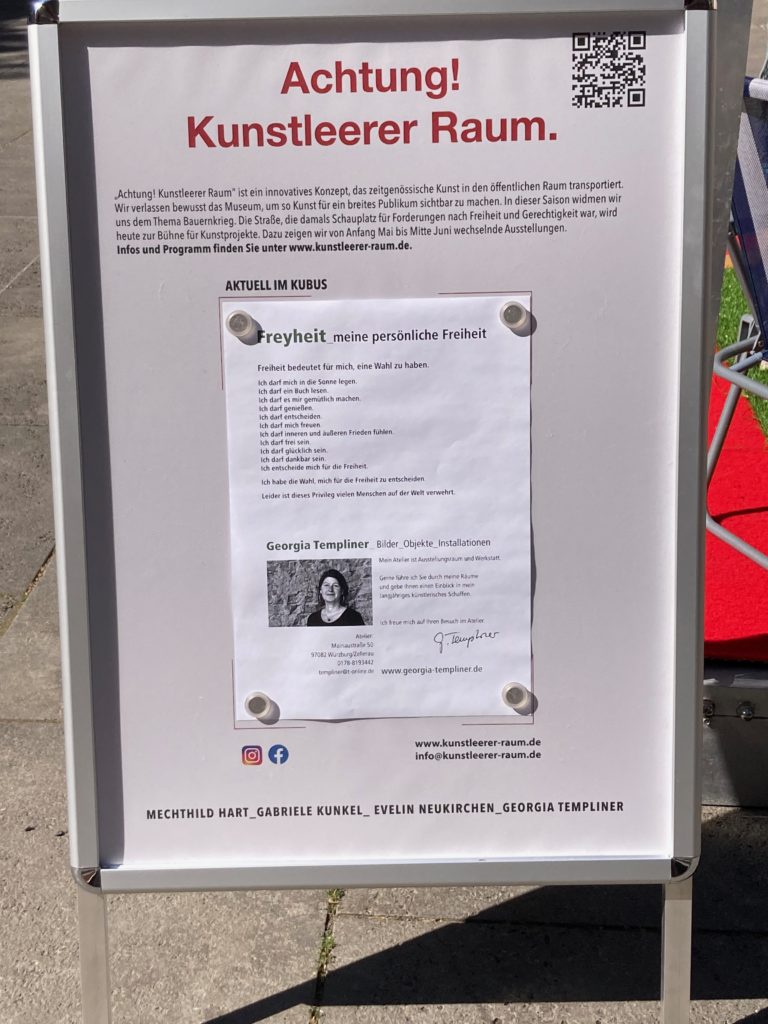 Achtung!
Kunstleerer Raum.
„Achtung! Kunstleerer Raum" ist ein innovatives Konzept, das zeitgenössische Kunst in den öffentlichen Raum transportiert.
Wir verlassen bewusst das Museum, um so Kunst für ein breites Publikum sichtbar zu machen. In dieser Saison widmen wir
uns dem Thema Bauernkrieg. Die Straße, die damals Schauplatz für Forderungen nach Freiheit und Gerechtigkeit war, wird
heute zur Bühne für Kunstprojekte. Dazu zeigen wir von Anfang Mai bis Mitte Juni wechselnde Ausstellungen.
Infos und Programm finden Sie unter www.kunstleerer-raum.de.
AKTUELL IM KUBUS
Freyheit_meine persönliche Freiheit
Freiheit bedeutet für mich, eine Wahl zu haben.
Ich darf mich in die Sonne legen.
Ich darf ein Buch lesen.
Ich darf es mir gemütlich machen.
Ich darf genießen.
Ich darf entscheiden.
Ich darf mich freuen.
Ich darf inneren und äußeren Frieden fühlen.
Ich darf frei sein.
Ich darf glücklich sein.
Ich darf dankbar sein.
Ich entscheide mich für die Freiheit.
Ich habe die Wahl, mich für die Freiheit zu entscheiden.
Leider ist dieses Privileg vielen Menschen auf der Welt verwehrt.
Georgia Templiner_Bilder_Objekte_Installationen
Mein Atelier ist Ausstellungsraum und Werkstatt.
Gerne führe ich Sie durch meine Räume
und gebe Ihnen einen Einblick in mein
langjähriges künstlerisches Schaffen.
Ich freue mich auf Ihren Besuch im Atelier.
G. Templiner
Atelier:
Mainaustraße 50
97082 Würzburg/Zellerau
0178-8193442
templiner@t-online.de
www.georgia-templiner.de
www.kunstleerer-raum.de
info@kunstleerer-raum.de
MECHTHILD HART_GABRIELE KUNKEL_ EVELIN NEUKIRCHEN_GEORGIA TEMPLINER